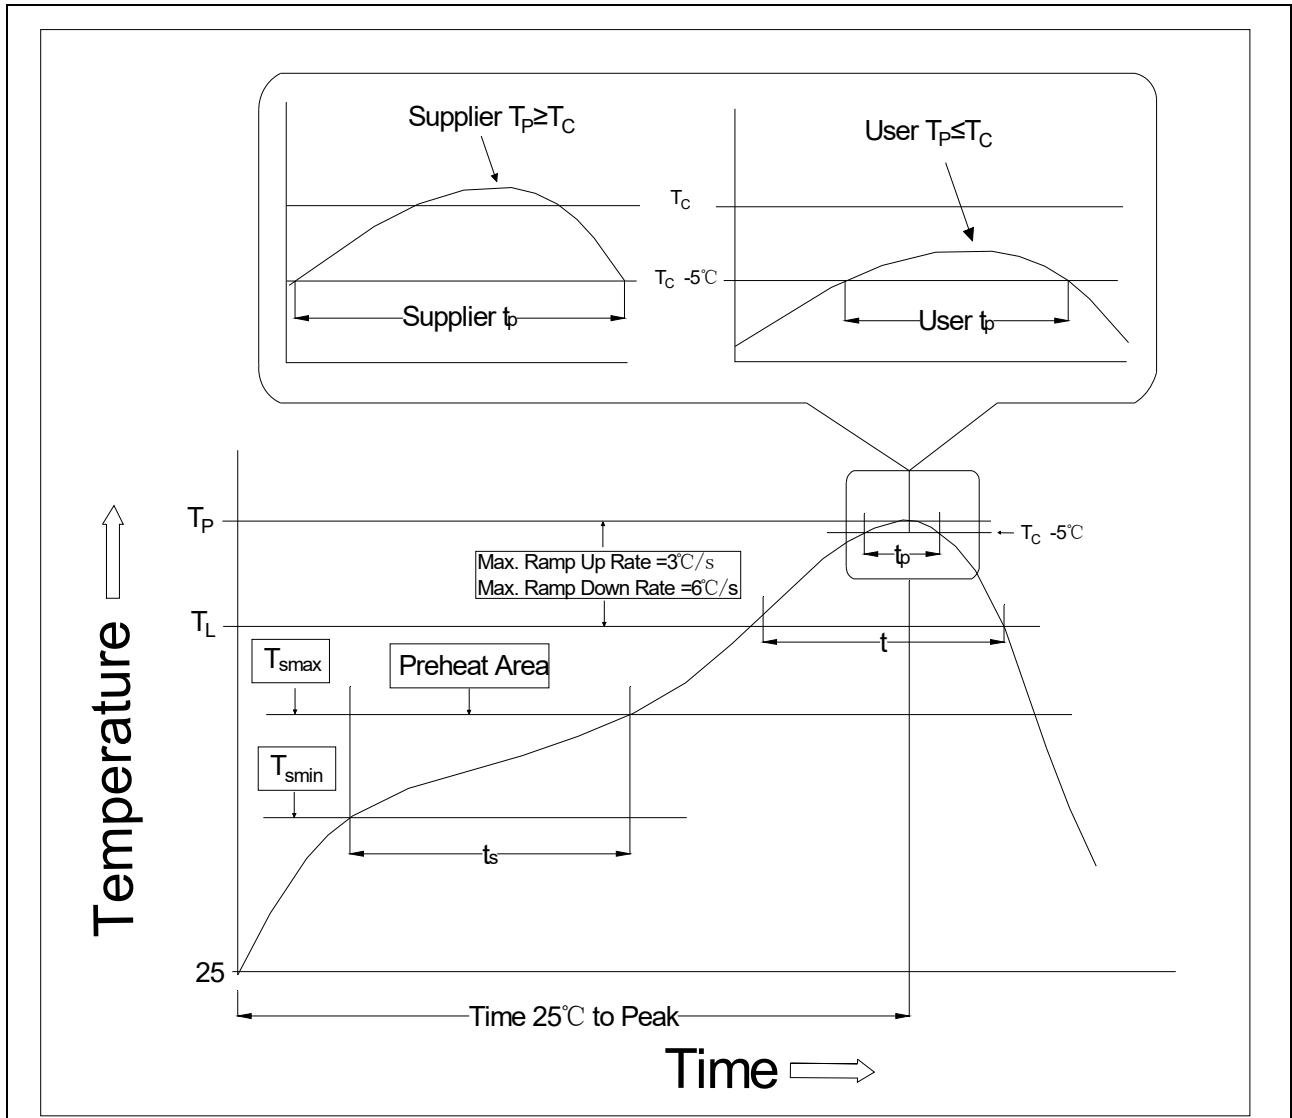 Supplier TP≥TC
User TP≤TC
TC
TC -5℃
Supplier tp
User tp
TP
TC -5℃
Max. Ramp Up Rate =3℃/s
Max. Ramp Down Rate =6℃/s
tp
TL
t
Tsmax
Preheat Area
Tsmin
ts
Temperature
25
Time 25℃ to Peak
Time